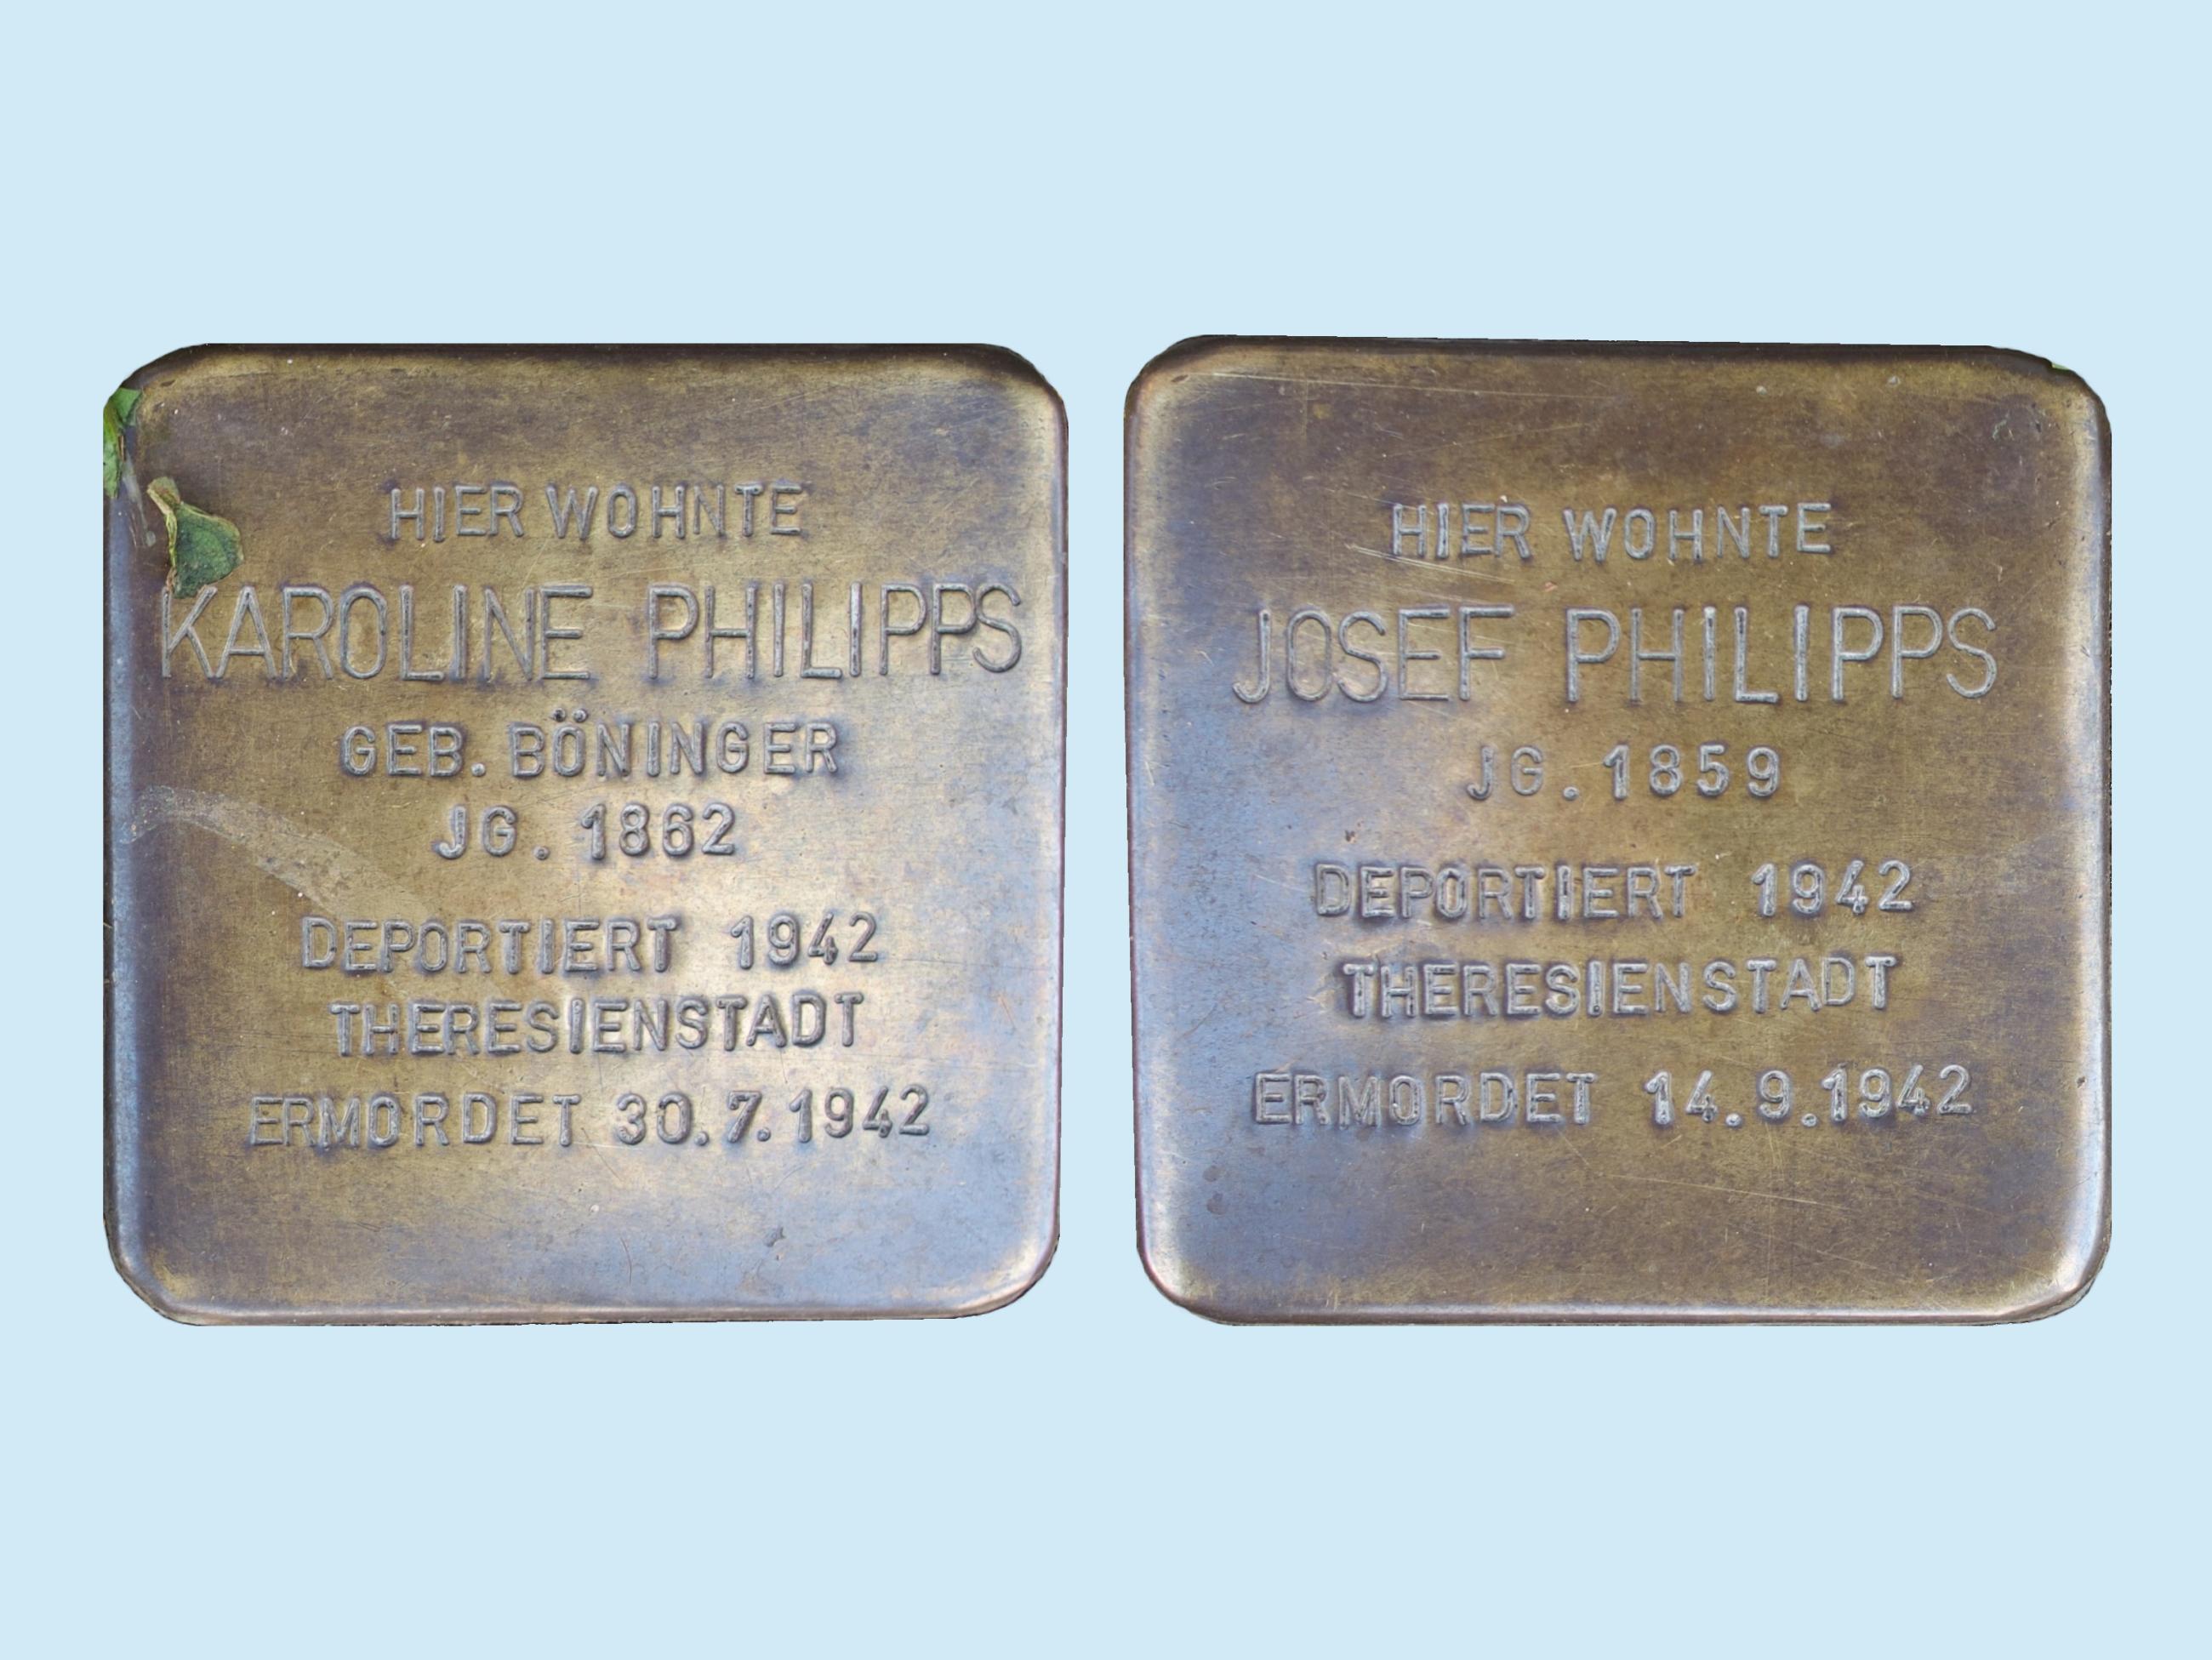 HIER WOHNTE
KAROLINE PHILIPPS
GEB. BÖNINGER
JG. 1862
DEPORTIERT 1942
THERESIENSTADT
ERMORDET 30.7.1942
HIER WOHNTE
JOSEF PHILIPPS
JG. 1859
DEPORTIERT 1942
THERESIENSTADT
ERMORDET 14.9.1942